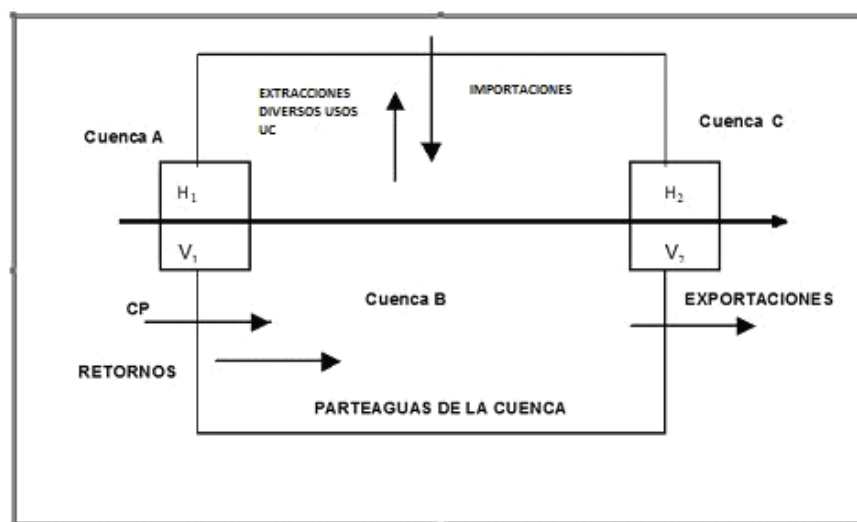 EXTRACCIONES
DIVERSOS USOS
UC
IMPORTACIONES
Cuenca A
Cuenca C
H₁
H₂
V₁
V₂
CP
Cuenca B
EXPORTACIONES
RETORNOS
PARTEAGUAS DE LA CUENCA